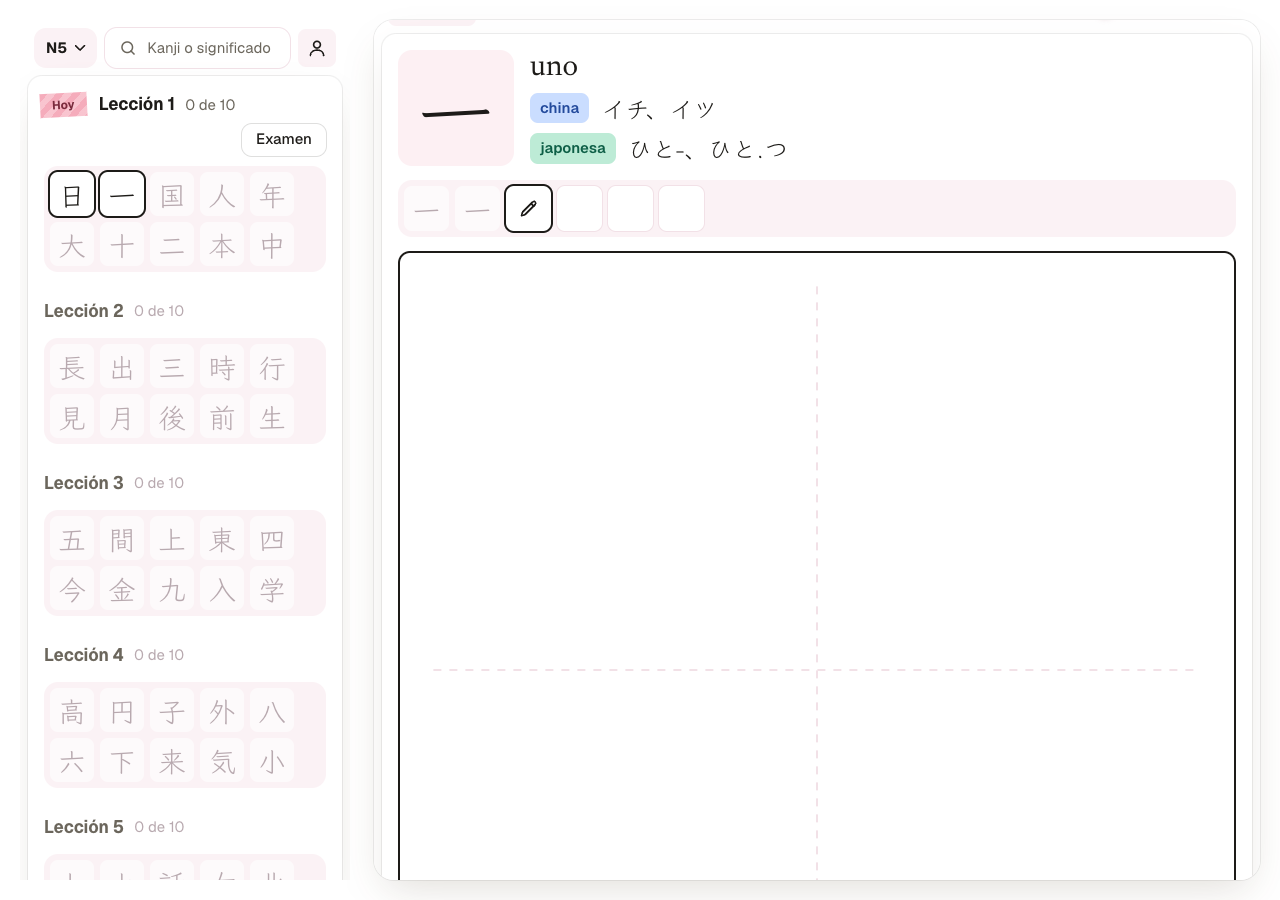 N5
Kanji o significado
Hoy
Lección 1 0 de 10
Examen
日 一 国 人 年
大 十 二 本 中
Lección 2 0 de 10
長 出 三 時 行
見 月 後 前 生
Lección 3 0 de 10
五 間 上 東 四
今 金 九 入 学
Lección 4 0 de 10
高 円 子 外 八
六 下 来 気 小
Lección 5 0 de 10
一
uno
china イチ、 イツ
japonesa ひと-、 ひと.つ
一 一